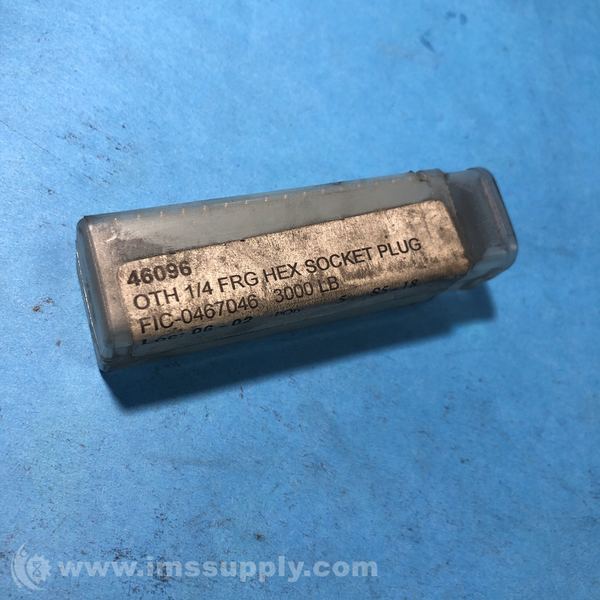 46096
OTH 1/4 FRG HEX SOCKET PLUG
FIC-0467046 3000 LB
www.imssupply.com